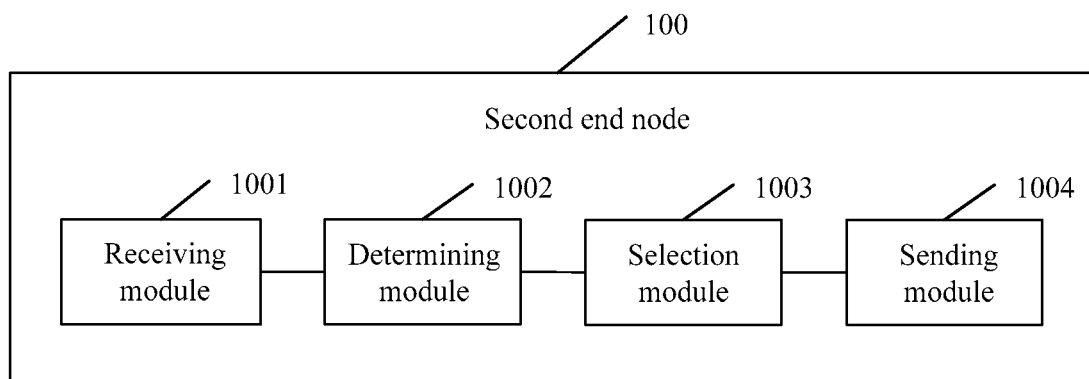 100
Second end node
1001
1002
1003
1004
Receiving
module
Determining
module
Selection
module
Sending
module